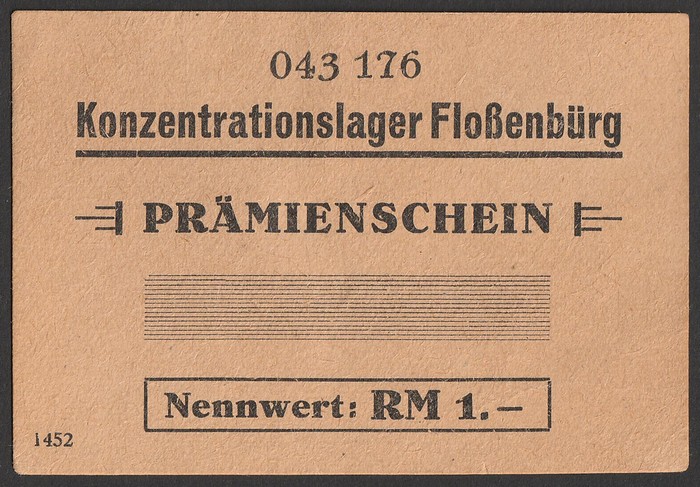 043 176
Konzentrationslager Floßenbürg
PRÄMIENSCHEIN
Nennwert: RM 1.–
1452